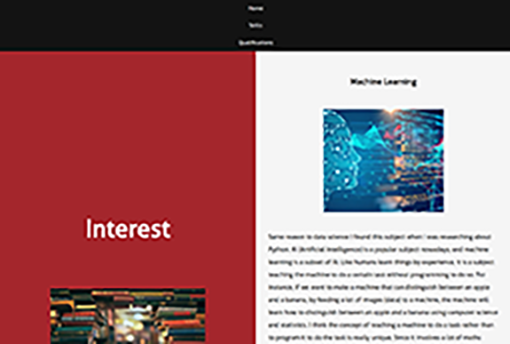 Home
Skills
Qualifications
Machine Learning
Interest
Same reason to data science I found this subject when I was researching about
Python. AI (Artificial Intelligence) is a popular subject nowadays, and machine
learning is a subset of AI. Like humans learn things by experience, it is a subject
teaching the machine to do a certain task without programming to do so. For
instance, if we want to make a machine that can distinguish between an apple
and a banana, by feeding a lot of images (data) to a machine, the machine will
learn how to distinguish between an apple and a banana using computer science
and statistics. I think the concept of teaching a machine to do a task rather than
to program it to do the task is really unique. Since it involves a lot of maths